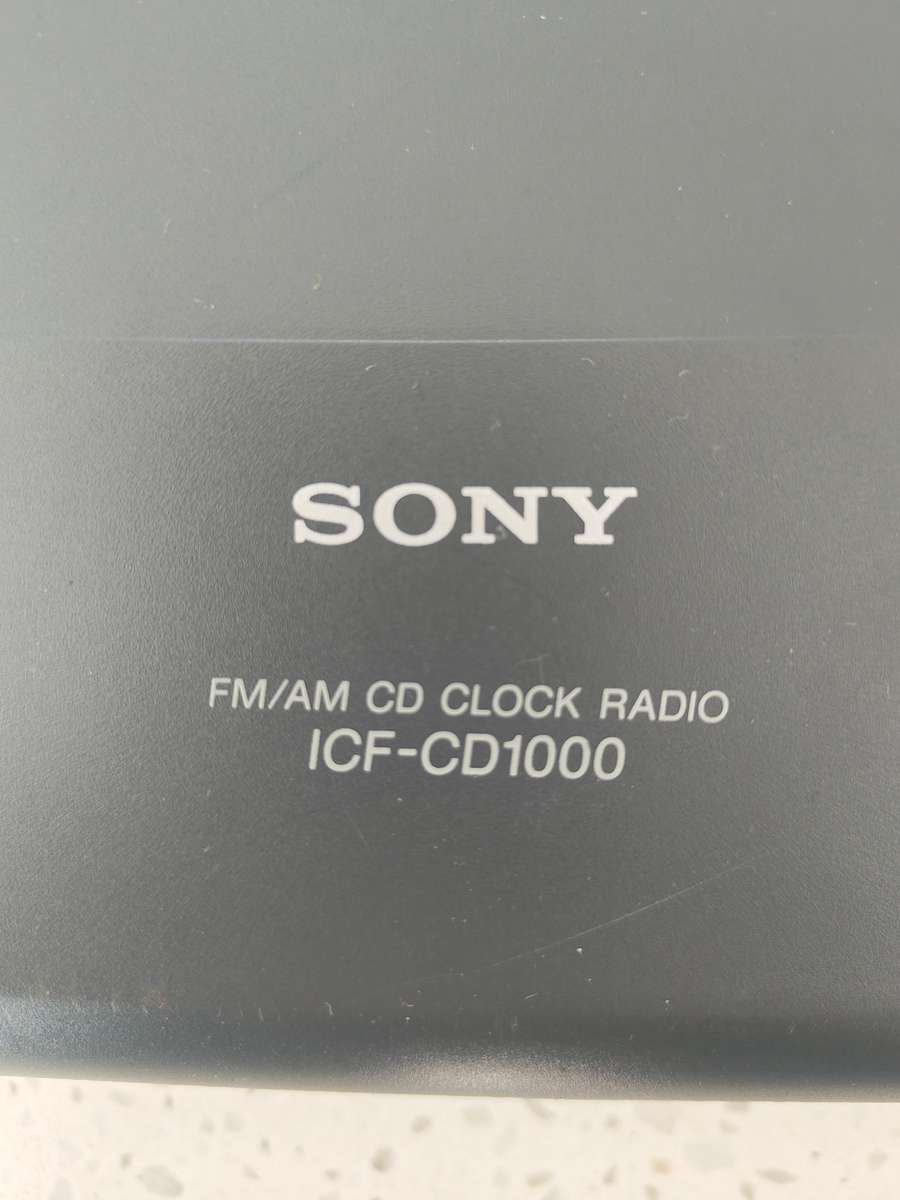 SONY
FM/AM CD CLOCK RADIO
ICF-CD1000